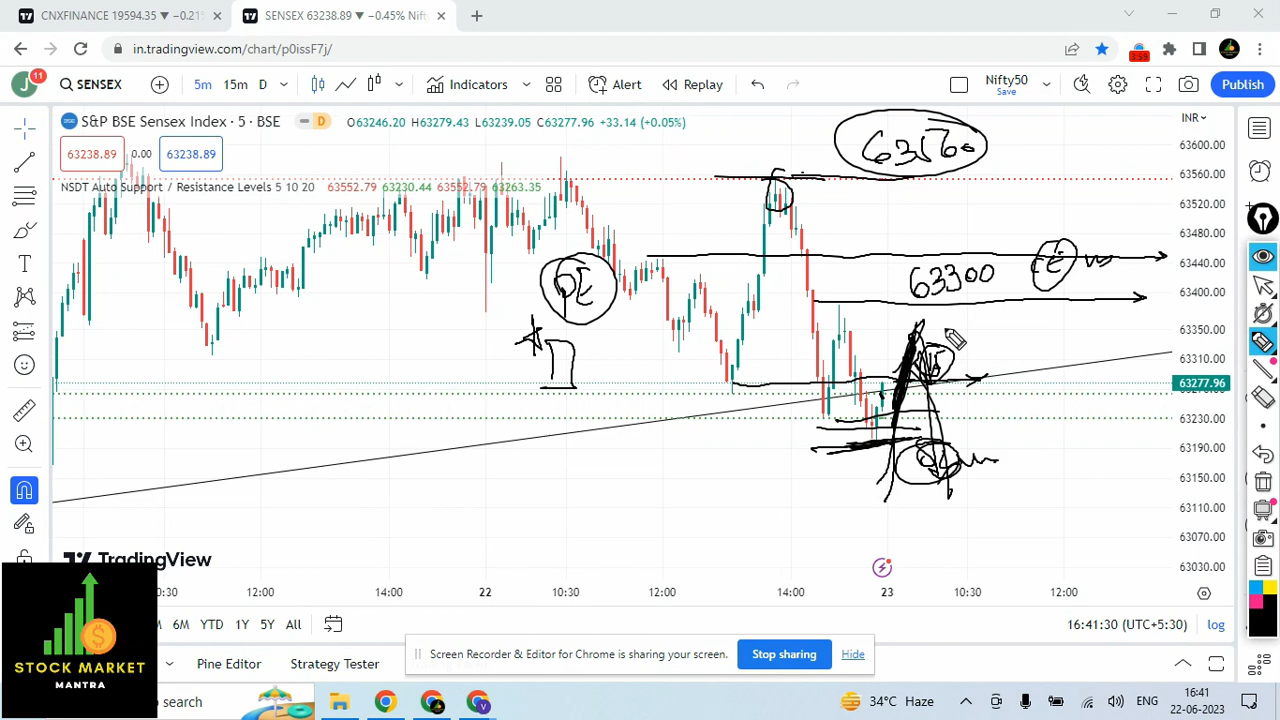 CNXFINANCE 19594.35 ▼ −0.21%
SENSEX 63238.89 ▼ −0.45% Nifty
in.tradingview.com/chart/p0issF7j/
J 11 SENSEX 5m 15m D Indicators Alert Replay Nifty50 Save Publish
S&P BSE Sensex Index · 5 · BSE D O63246.20 H63279.43 L63237.05 C63277.96 +33.14 (+0.05%) INR
63238.89 0.00 63238.89
NSDT Auto Support / Resistance Levels 5 10 20 63552.79 63230.44 63552.79 63263.35
63560
63300
CE
PE
63600.00
63560.00
63520.00
63480.00
63440.00
63400.00
63350.00
63310.00
63277.96
63230.00
63190.00
63150.00
63110.00
63070.00
63030.00
TradingView
:30 12:00 14:00 22 10:30 12:00 14:00 23 10:30 12:00
M 6M YTD 1Y 5Y All 16:41:30 (UTC+5:30) log
Screen Recorder & Editor for Chrome is sharing your screen. Stop sharing Hide
Pine Editor Strategy Tester
STOCK MARKET
MANTRA
search 34°C Haze ENG 16:41
22-06-2023